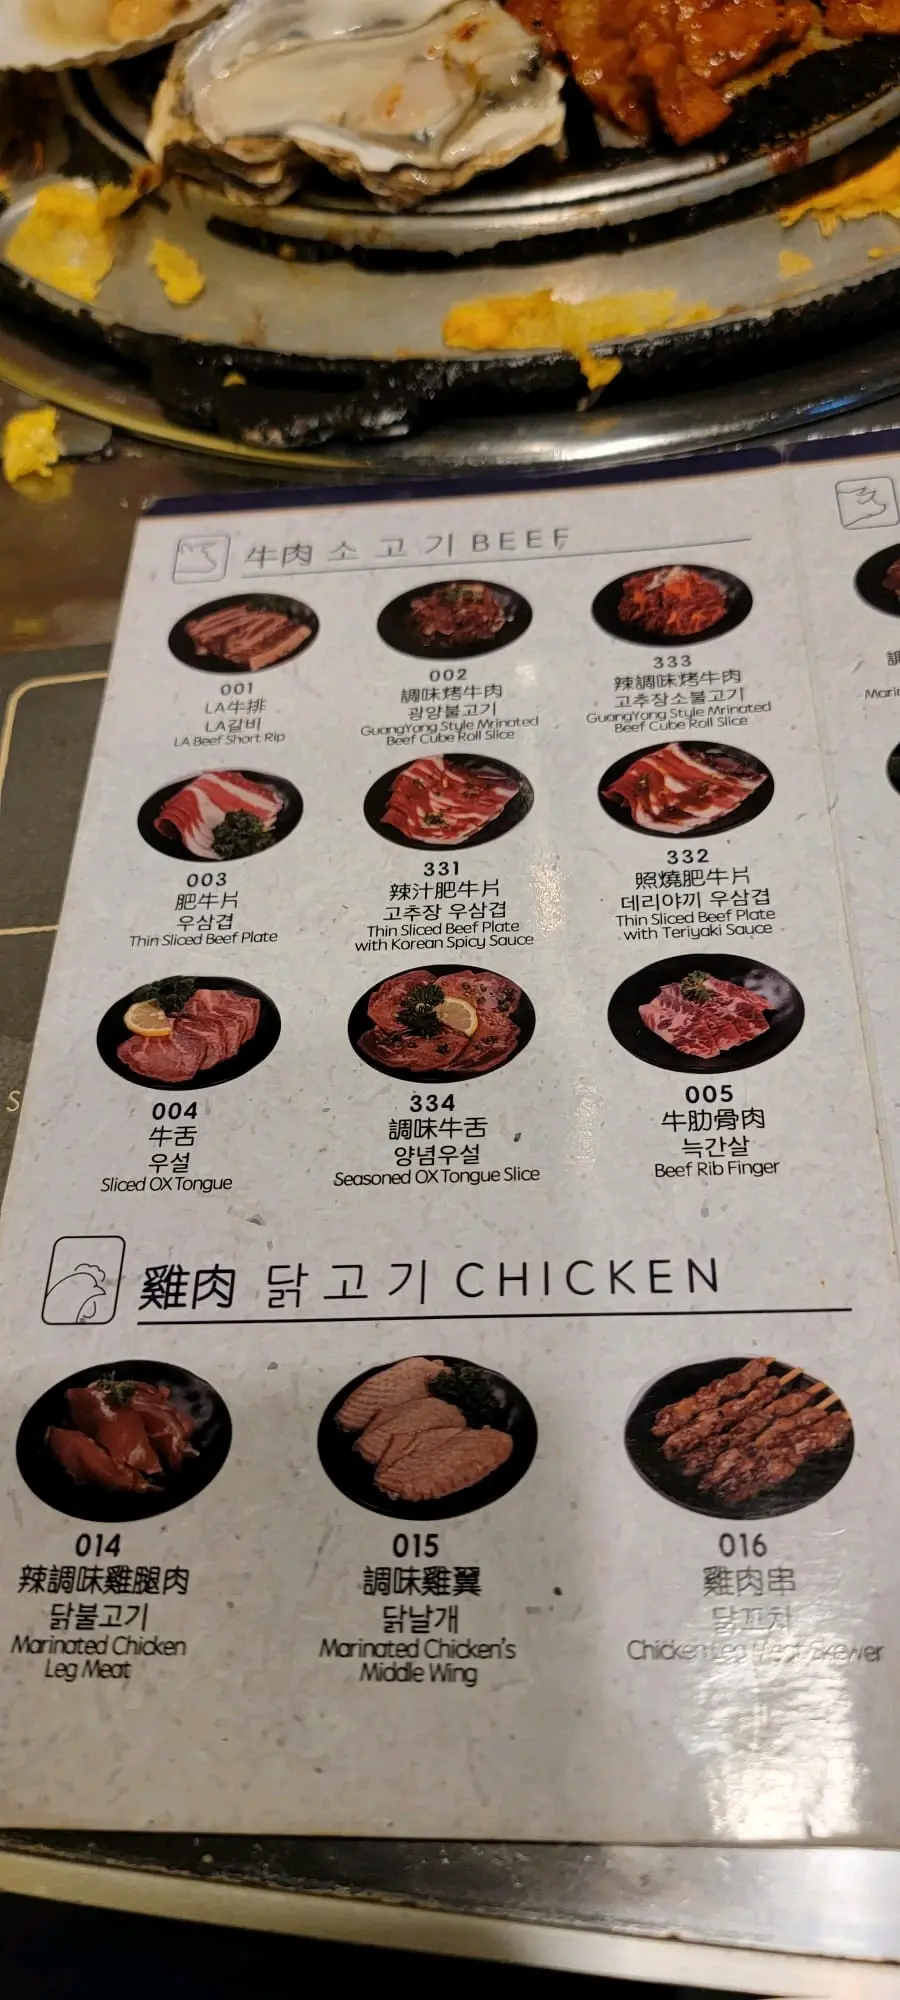 牛肉 소고기 BEEF
001
LA牛排
LA갈비
LA Beef Short Rip
002
調味烤牛肉
광양불고기
GuangYang Style Mrinated
Beef Cube Roll Slice
333
辣調味烤牛肉
고추장소불고기
GuangYang Style Mrinated
Beef Cube Roll Slice
003
肥牛片
우삼겹
Thin Sliced Beef Plate
331
辣汁肥牛片
고추장 우삼겹
Thin Sliced Beef Plate
with Korean Spicy Sauce
332
照燒肥牛片
데리야끼 우삼겹
Thin Sliced Beef Plate
with Teriyaki Sauce
004
牛舌
우설
Sliced OX Tongue
334
調味牛舌
양념우설
Seasoned OX Tongue Slice
005
牛肋骨肉
늑간살
Beef Rib Finger
雞肉 닭고기 CHICKEN
014
辣調味雞腿肉
닭불고기
Marinated Chicken
Leg Meat
015
調味雞翼
닭날개
Marinated Chicken's
Middle Wing
016
雞肉串
닭꼬치
Chicken Leg Meat Skewer